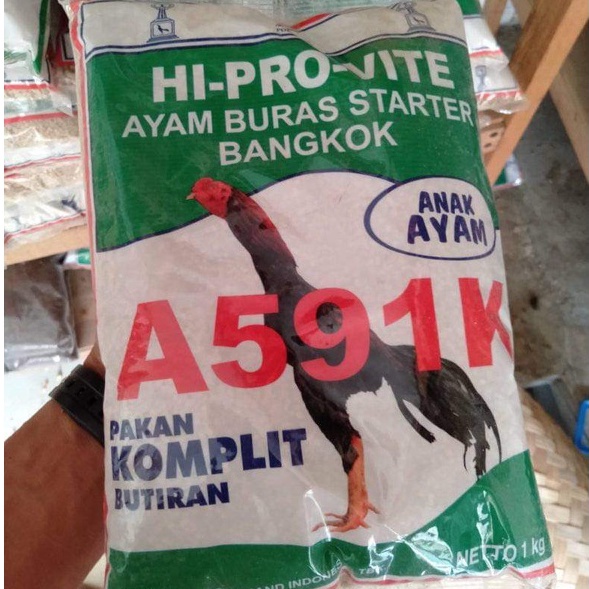 HI-PRO-VITE
AYAM BURAS STARTER
BANGKOK
ANAK
AYAM
A591K
PAKAN
KOMPLIT
BUTIRAN
NETTO 1 kg